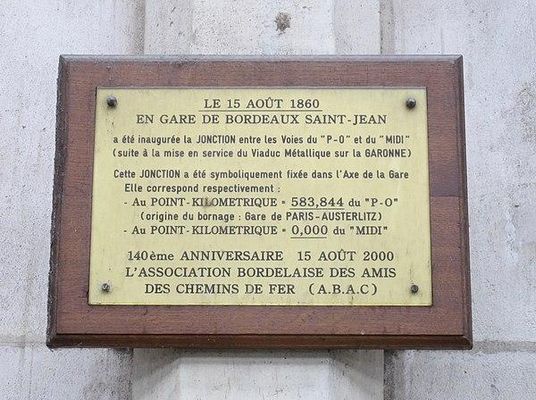 LE 15 AOÛT 1860
EN GARE DE BORDEAUX SAINT-JEAN
a été inaugurée la JONCTION entre les Voies du "P-O" et du "MIDI"
(suite à la mise en service du Viaduc Métallique sur la GARONNE)
Cette JONCTION a été symboliquement fixée dans l'Axe de la Gare
Elle correspond respectivement :
- Au POINT-KILOMETRIQUE = 583,844 du "P-O"
(origine du bornage : Gare de PARIS-AUSTERLITZ)
- Au POINT-KILOMETRIQUE = 0,000 du "MIDI"
140ème ANNIVERSAIRE 15 AOÛT 2000
L'ASSOCIATION BORDELAISE DES AMIS
DES CHEMINS DE FER (A.B.A.C)